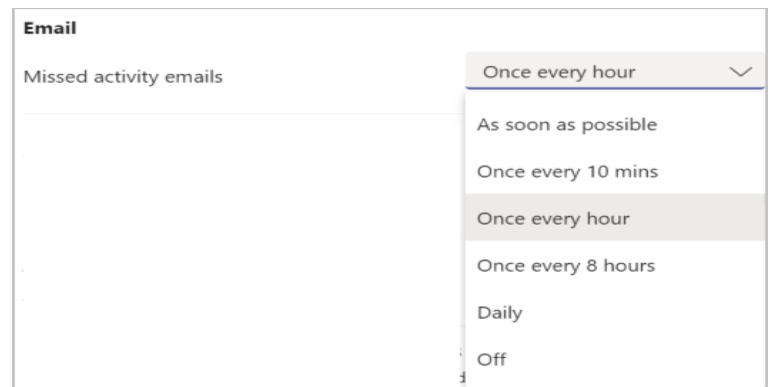 Email
Missed activity emails
Once every hour
As soon as possible
Once every 10 mins
Once every hour
Once every 8 hours
Daily
Off